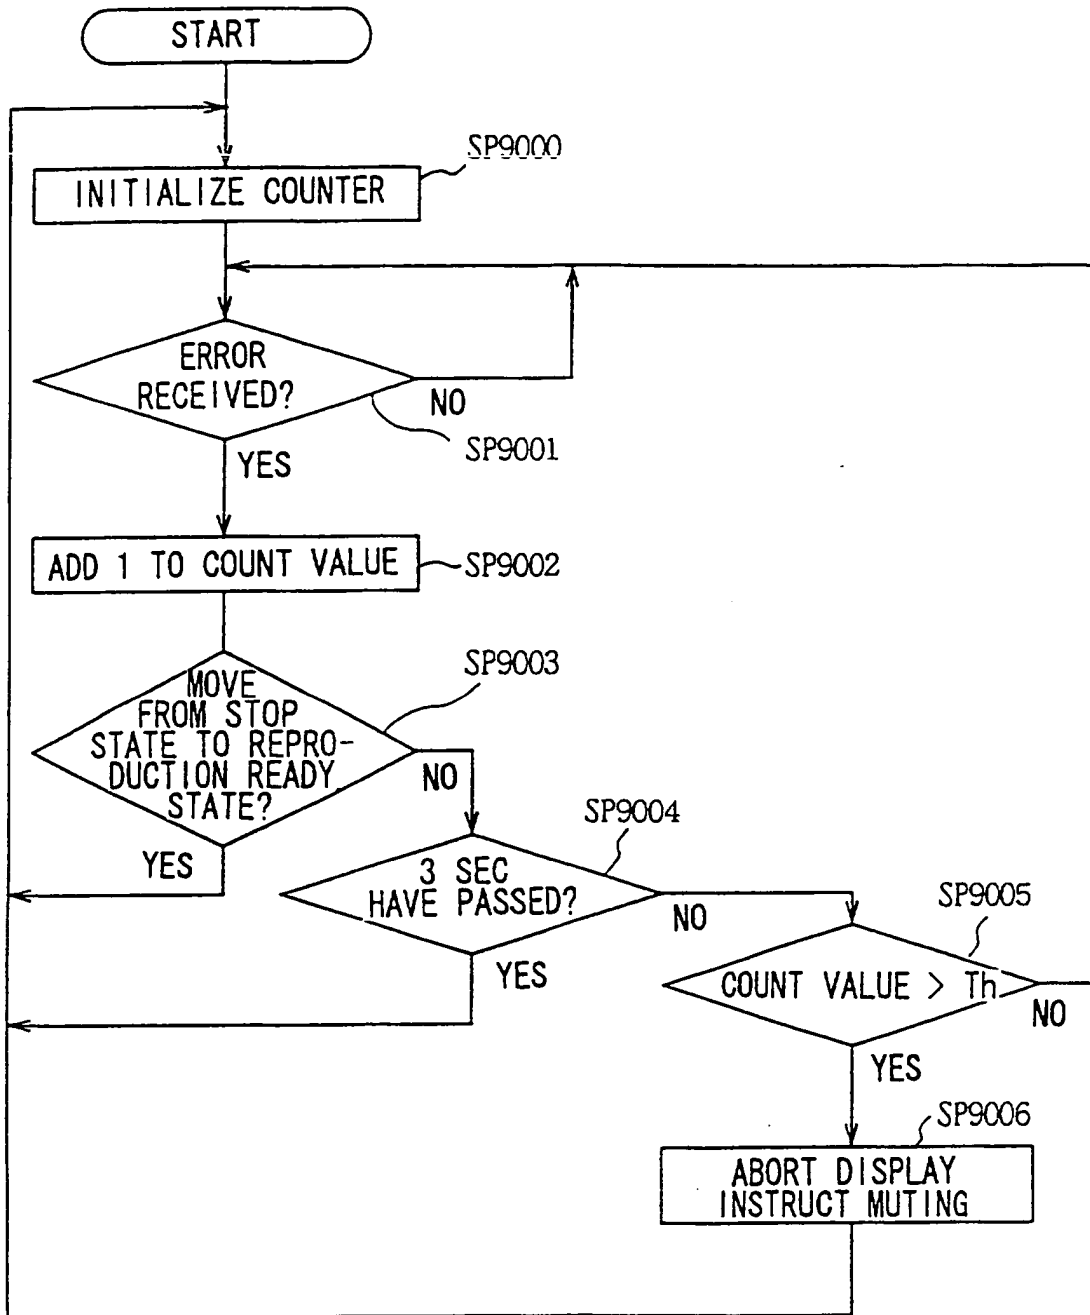 START
SP9000
INITIALIZE COUNTER
ERROR
RECEIVED?
NO
SP9001
YES
ADD 1 TO COUNT VALUE
SP9002
SP9003
MOVE
FROM STOP
STATE TO REPRO-
DUCTION READY
STATE?
NO
YES
SP9004
3 SEC
HAVE PASSED?
NO
YES
SP9005
COUNT VALUE > Th
NO
YES
SP9006
ABORT DISPLAY
INSTRUCT MUTING